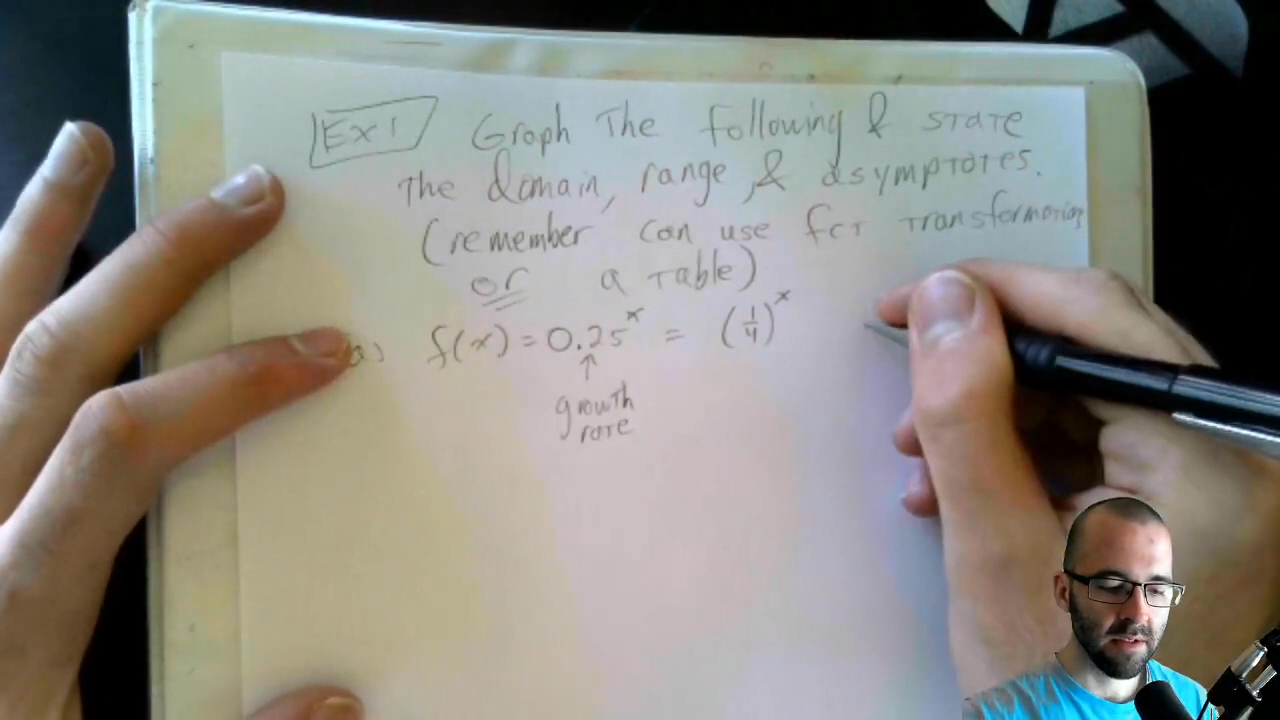 Ex 1 Graph The following & state
The domain, range, & asymptotes.
(remember can use fct transformations
or a table)
a) f(x) = 0.25^x = (1/4)^x
↑
growth
rate